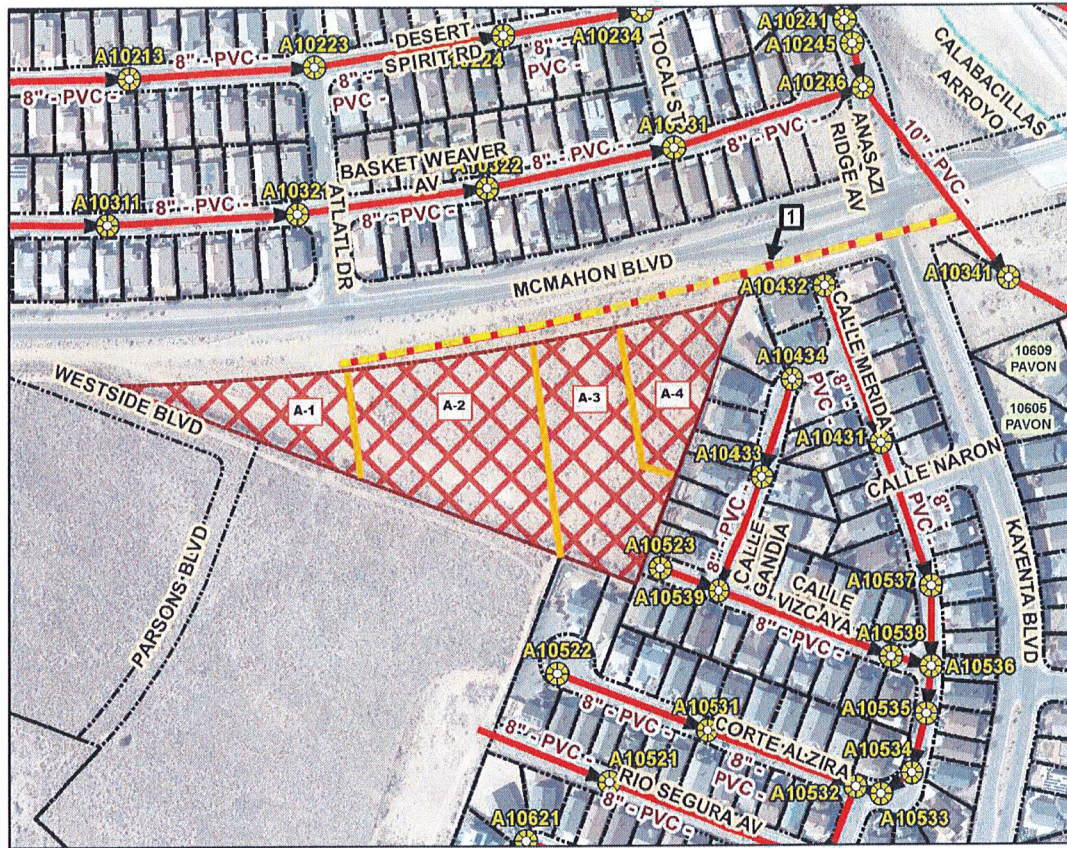 A10241
A10234
A10223
DESERT
SPIRIT RD
A10213
8" - PVC -
8" - PVC -
8" - PVC -
8" - PVC -
8" - PVC -
TOCAL ST
A10245
A10246
CALABACILLAS
ARROYO
10" - PVC -
ANASAZI
RIDGE AV
A10331
8" - PVC -
8" - PVC -
BASKET WEAVER
AV
A10322
8" - PVC -
A10321
8" - PVC -
A10311
8" - PVC -
ATLATL DR
1
MCMAHON BLVD
A10341
A10432
CALLE MERIDA
8" - PVC -
A10434
10609
PAVON
10605
PAVON
WESTSIDE BLVD
A-1
A-2
A-3
A-4
A10431
A10433
CALLE NARON
8" - PVC -
8" - PVC -
CALLE
GANDIA
KAYENTA BLVD
PARSONS BLVD
A10523
A10539
CALLE
VIZCAYA
8" - PVC -
A10537
A10538
A10536
A10522
A10535
A10531
8" - PVC -
CORTE ALZIRA
8" - PVC -
A10534
A10532
A10533
8" - PVC -
A10521
RIO SEGURA AV
8" - PVC -
A10621